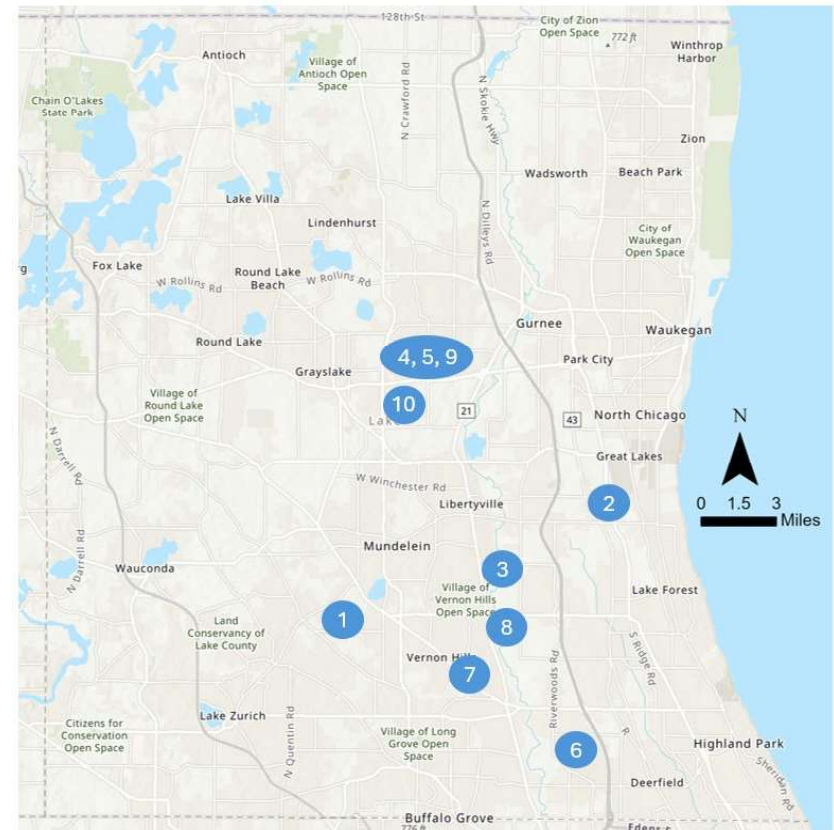 128th St
City of Zion
Open Space
772 ft
Winthrop
Harbor
Antioch
Village of
Antioch Open
Space
N Crawford Rd
N Skokie Hwy
Chain O'Lakes
State Park
Zion
Wadsworth
Beach Park
Lake Villa
N Dilleys Rd
Lindenhurst
City of
Waukegan
Open Space
Fox Lake
Round Lake
Beach
W Rollins Rd
W Rollins Rd
Gurnee
Waukegan
Round Lake
4, 5, 9
Park City
Grayslake
Village of
Round Lake
Open Space
10
Lake
21
43
North Chicago
N
N Darrell Rd
Great Lakes
W Winchester Rd
2
0 1.5 3
Miles
Libertyville
Mundelein
N Darrell Rd
Wauconda
3
Village of
Vernon Hills
Open Space
Lake Forest
1
Land
Conservancy of
Lake County
8
S Ridge Rd
Vernon Hills
7
Riverwoods Rd
Lake Zurich
N Quentin Rd
Citizens for
Conservation
Open Space
Village of Long
Grove Open
Space
6
R
Highland Park
Sheridan Rd
Deerfield
Buffalo Grove
776 ft